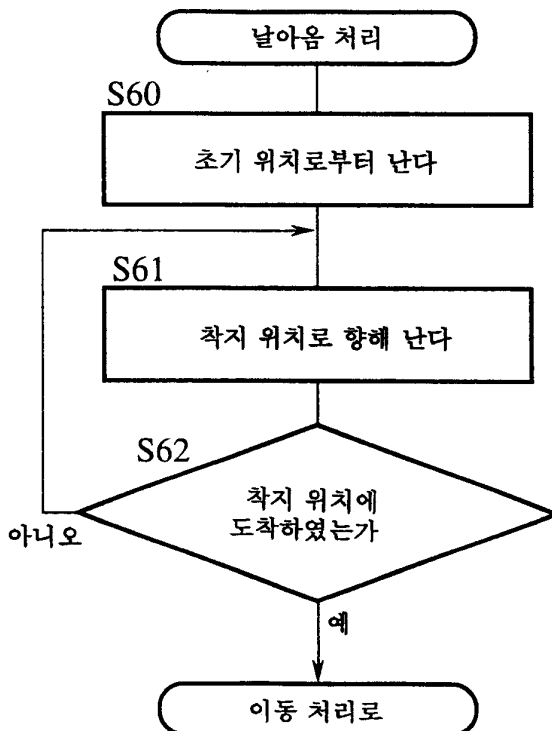 날아옴 처리
S60
초기 위치로부터 난다
S61
착지 위치로 향해 난다
S62
착지 위치에
도착하였는가
아니오
예
이동 처리로